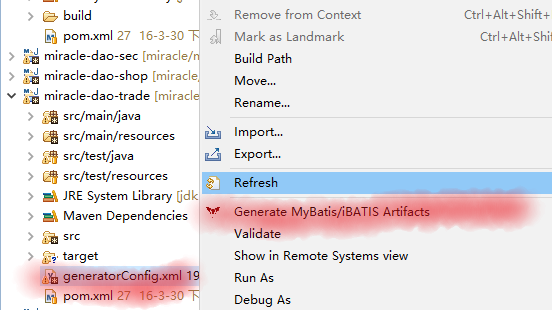 build
pom.xml 27 16-3-30 下
miracle-dao-sec [miracle/m
miracle-dao-shop [miracle/
miracle-dao-trade [miracle
src/main/java
src/main/resources
src/test/java
src/test/resources
JRE System Library [jdk
Maven Dependencies
src
target
generatorConfig.xml 19
pom.xml 27 16-3-30 下
Remove from Context Ctrl+Alt+Shift+
Mark as Landmark Ctrl+Alt+Shift+
Build Path
Move...
Rename...
Import...
Export...
Refresh
Generate MyBatis/iBATIS Artifacts
Validate
Show in Remote Systems view
Run As
Debug As